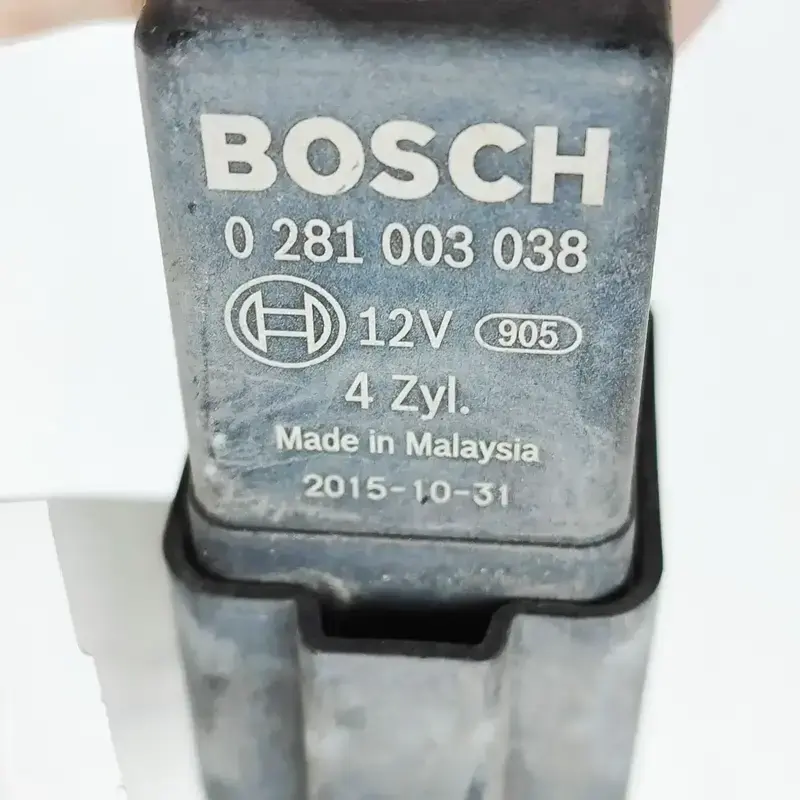 BOSCH
0 281 003 038
12V 905
4 Zyl.
Made in Malaysia
2015-10-31